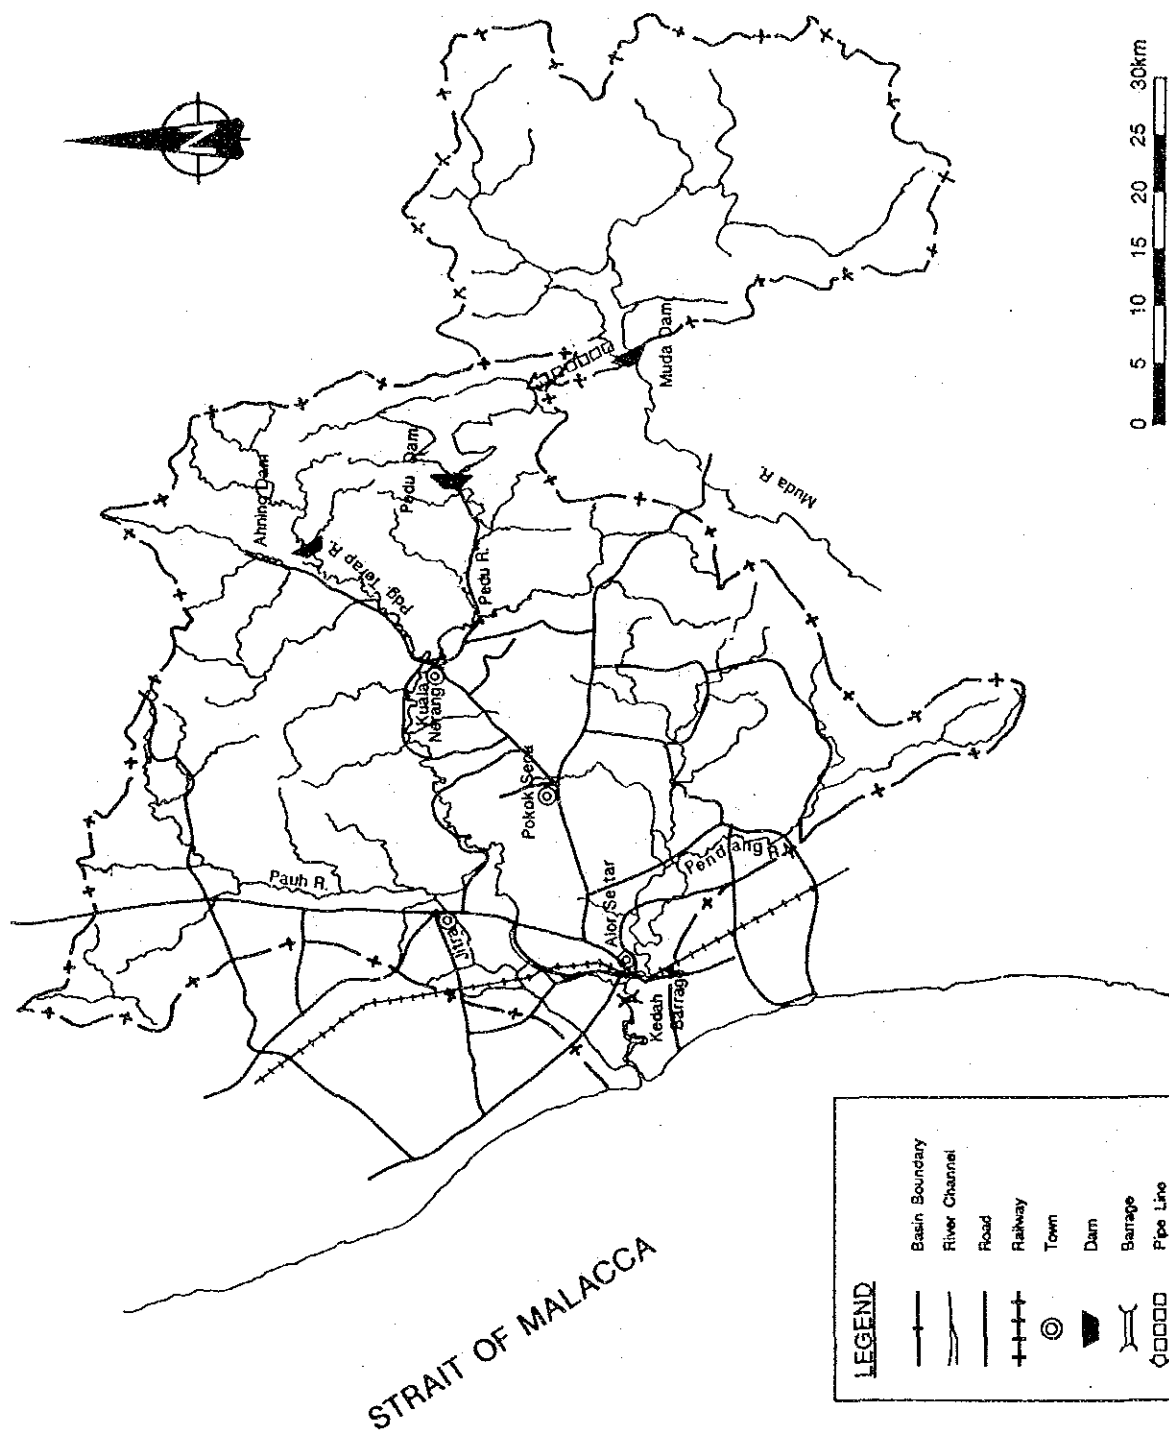 N
Ahning Dam
Pdg. Terap R.
Pedu Dam
Pedu R.
Muda Dam
Muda R.
Kuala
Nerang
Pokok Sena
Pauh R.
Jitra
Alor Setar
Pendang R.
Kedah
Barrage
STRAIT OF MALACCA
0 5 10 15 20 25 30km
LEGEND
Basin Boundary
River Channel
Road
Railway
Town
Dam
Barrage
Pipe Line